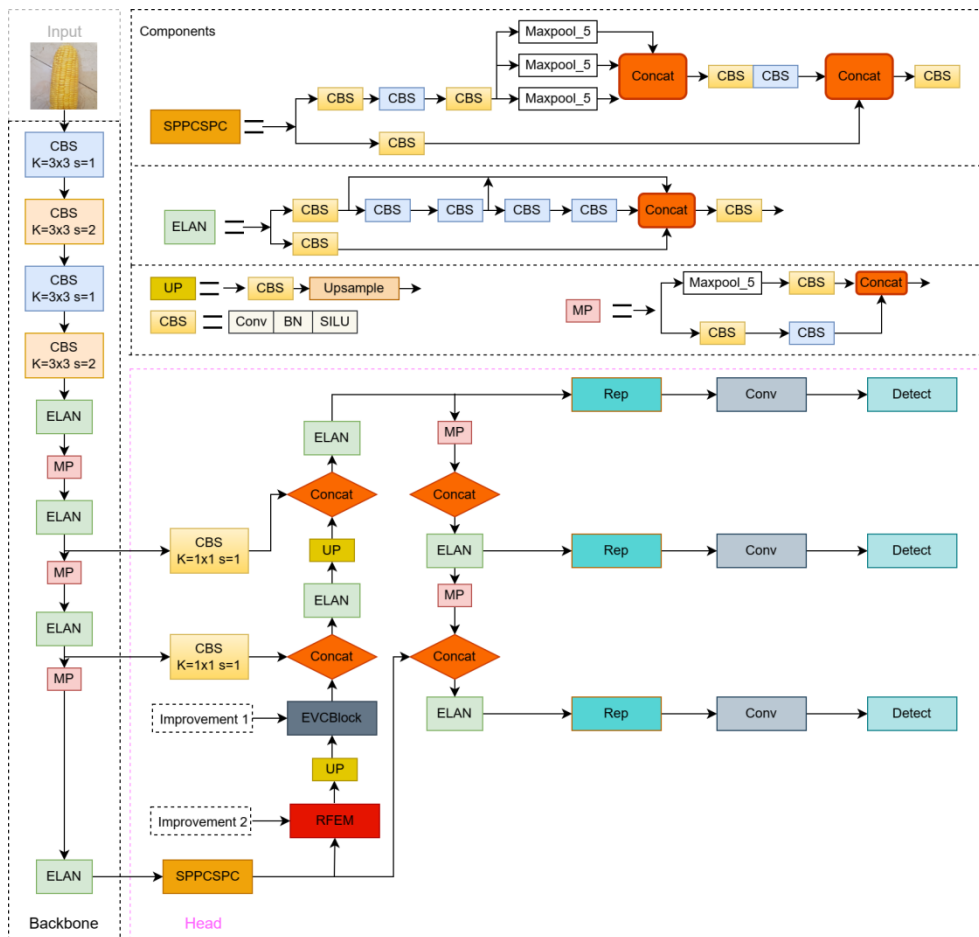 Input
Components
Maxpool_5
Maxpool_5
Maxpool_5
CBS
CBS
CBS
Concat
CBS
CBS
Concat
CBS
SPPCSPC
CBS
ELAN
CBS
CBS
CBS
CBS
CBS
Concat
CBS
CBS
UP
CBS
Upsample
CBS
Conv
BN
SILU
MP
Maxpool_5
CBS
Concat
CBS
CBS
CBS
K=3x3 s=1
CBS
K=3x3 s=2
CBS
K=3x3 s=1
CBS
K=3x3 s=2
ELAN
MP
ELAN
MP
ELAN
MP
ELAN
Backbone
ELAN
Concat
CBS
K=1x1 s=1
UP
ELAN
CBS
K=1x1 s=1
Concat
Improvement 1
EVCBlock
UP
Improvement 2
RFEM
SPPCSPC
Head
MP
Concat
ELAN
MP
Concat
ELAN
Rep
Conv
Detect
Rep
Conv
Detect
Rep
Conv
Detect